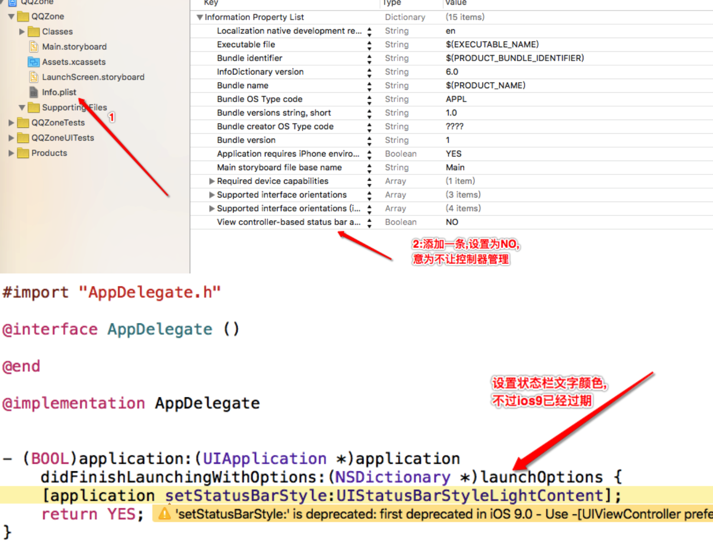 QQZone
QQZone
Classes
Main.storyboard
Assets.xcassets
LaunchScreen.storyboard
Info.plist
Supporting Files
QQZoneTests
QQZoneUITests
Products
1
Key Type Value
Information Property List Dictionary (15 items)
Localization native development re... String en
Executable file String $(EXECUTABLE_NAME)
Bundle identifier String $(PRODUCT_BUNDLE_IDENTIFIER)
InfoDictionary version String 6.0
Bundle name String $(PRODUCT_NAME)
Bundle OS Type code String APPL
Bundle versions string, short String 1.0
Bundle creator OS Type code String ????
Bundle version String 1
Application requires iPhone enviro... Boolean YES
Main storyboard file base name String Main
Required device capabilities Array (1 item)
Supported interface orientations Array (3 items)
Supported interface orientations (i... Array (4 items)
View controller-based status bar a... Boolean NO
2:添加一条,设置为NO,
意为不让控制器管理
#import "AppDelegate.h"
@interface AppDelegate ()
@end
@implementation AppDelegate
设置状态栏文字颜色,
不过ios9已经过期
- (BOOL)application:(UIApplication *)application
didFinishLaunchingWithOptions:(NSDictionary *)launchOptions {
[application setStatusBarStyle:UIStatusBarStyleLightContent];
return YES; 'setStatusBarStyle:' is deprecated: first deprecated in iOS 9.0 - Use -[UIViewController prefe
}